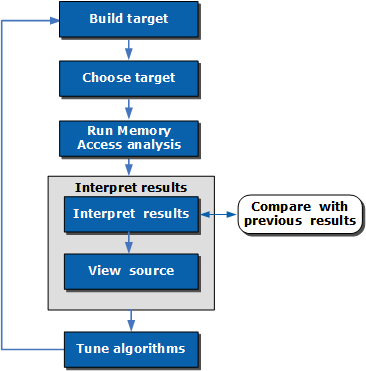 Build target
Choose target
Run Memory
Access analysis
Interpret results
Interpret results
Compare with
previous results
View source
Tune algorithms